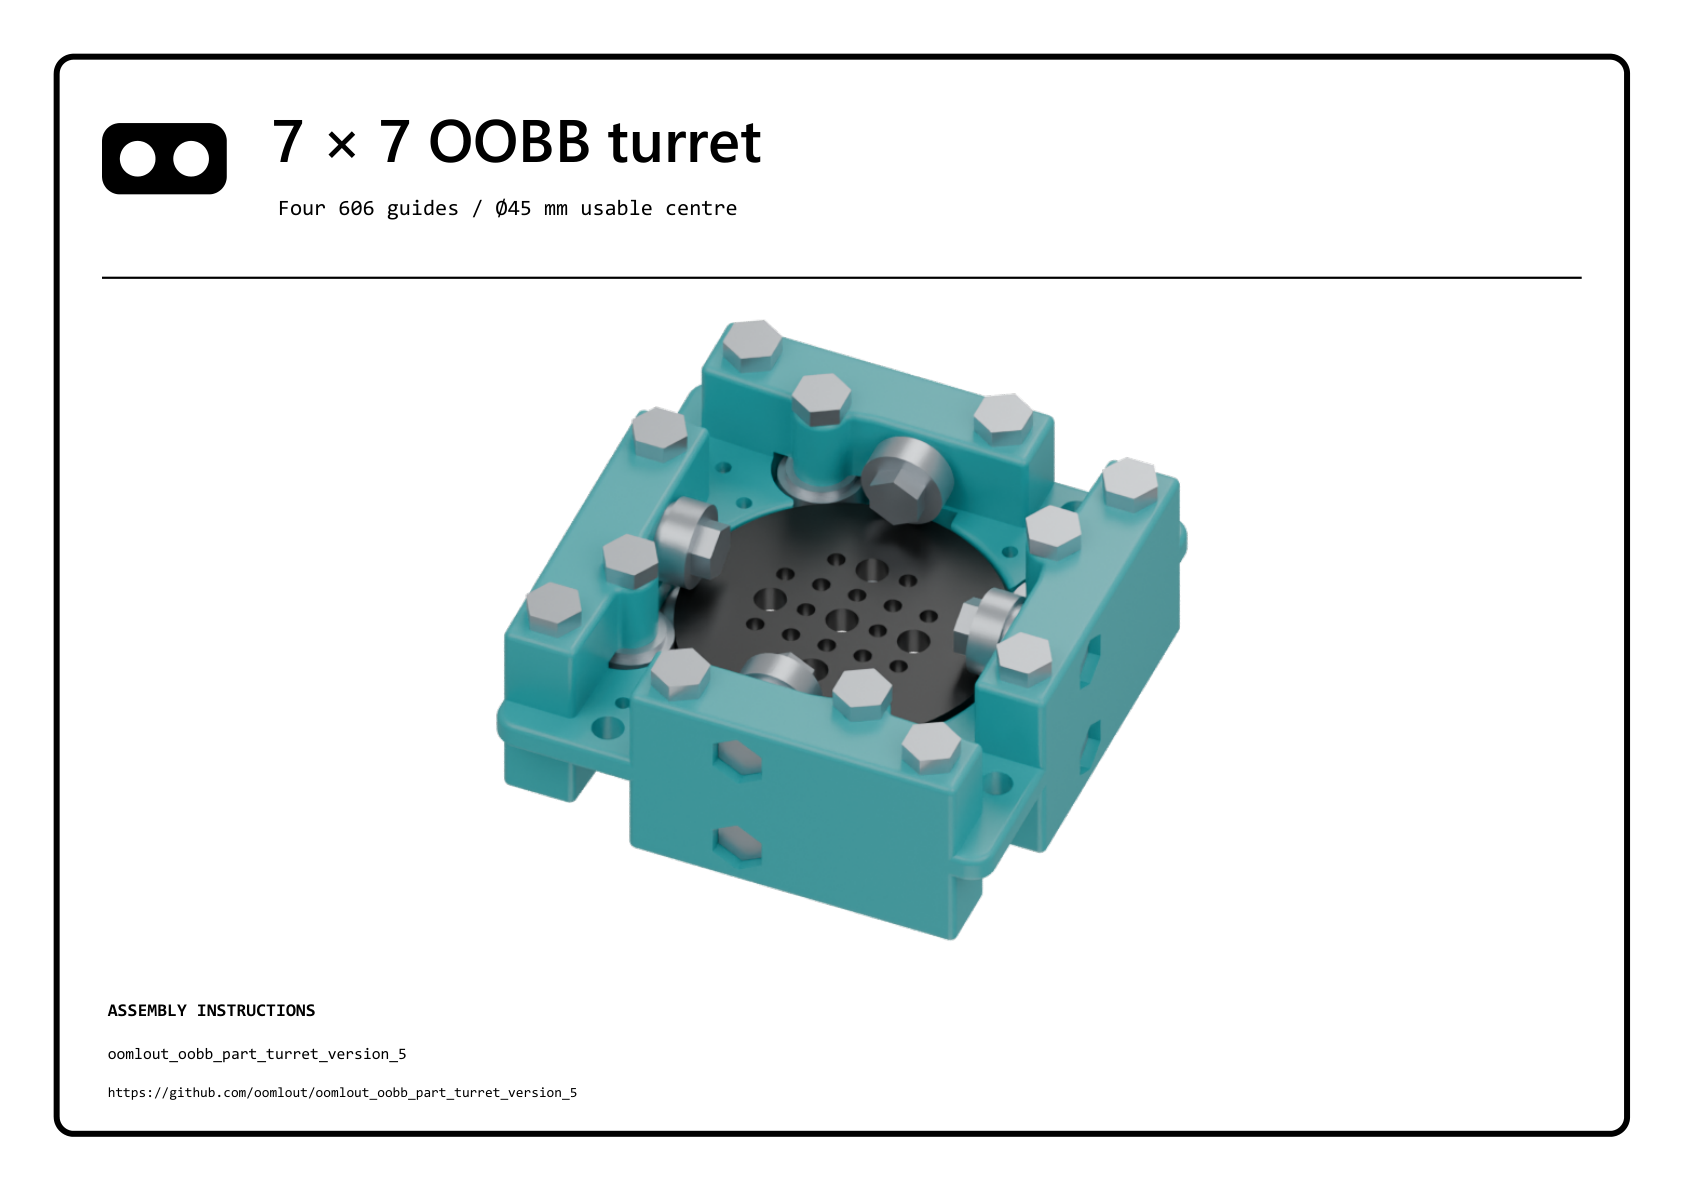 7 × 7 OOBB turret
Four 606 guides / Ø45 mm usable centre
ASSEMBLY INSTRUCTIONS
oomlout_oobb_part_turret_version_5
https://github.com/oomlout/oomlout_oobb_part_turret_version_5